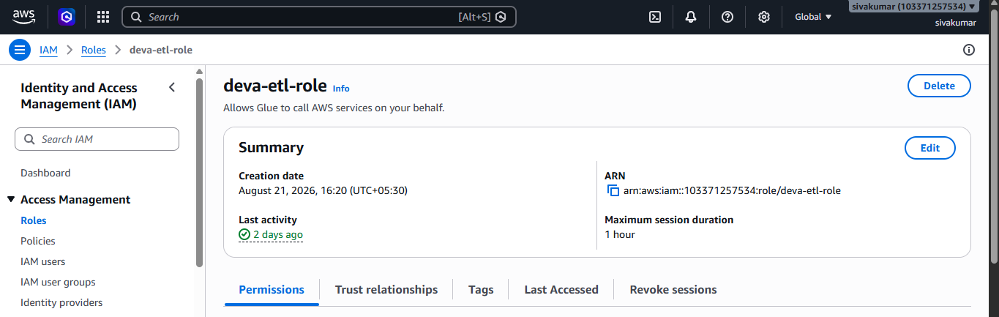 aws
Search [Alt+S] Global sivakumar (103371257534)
sivakumar
IAM Roles deva-etl-role
Identity and Access
Management (IAM)
Search IAM
Dashboard
Access Management
Roles
Policies
IAM users
IAM user groups
Identity providers
deva-etl-role Info
Delete
Allows Glue to call AWS services on your behalf.
Summary
Edit
Creation date
August 21, 2026, 16:20 (UTC+05:30)
ARN
arn:aws:iam::103371257534:role/deva-etl-role
Last activity
2 days ago
Maximum session duration
1 hour
Permissions Trust relationships Tags Last Accessed Revoke sessions